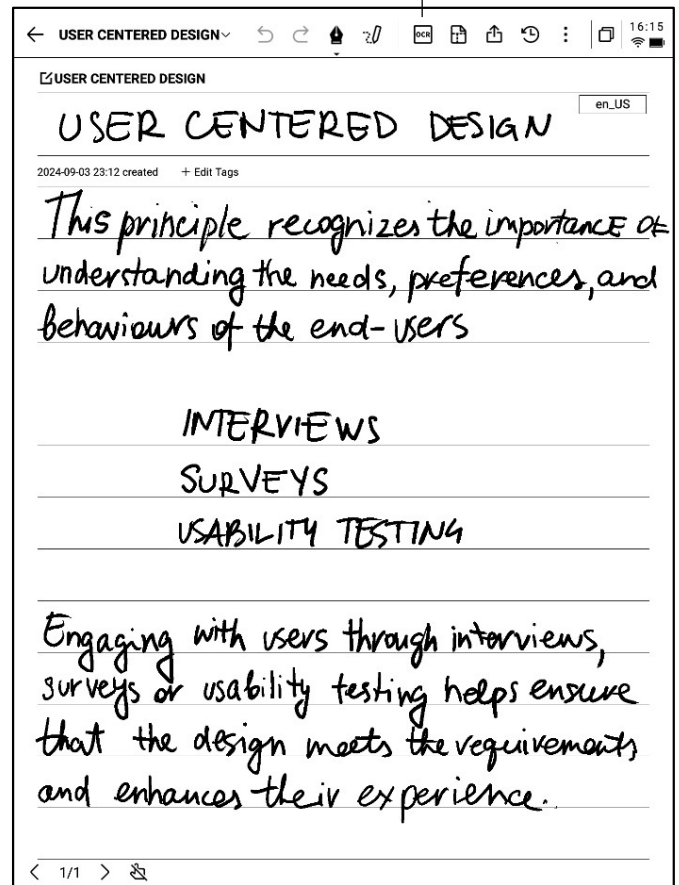 USER CENTERED DESIGN
OCR
16:15
USER CENTERED DESIGN
en_US
USER CENTERED DESIGN
2024-09-03 23:12 created + Edit Tags
This principle recognizes the importance of
understanding the needs, preferences, and
behaviours of the end-users
INTERVIEWS
SURVEYS
USABILITY TESTING
Engaging with users through interviews,
surveys or usability testing helps ensure
that the design meets the requirements
and enhances their experience.
1/1